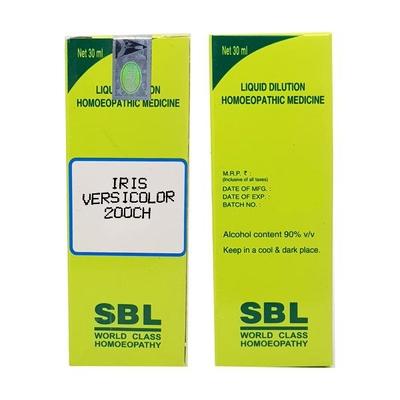 Net 30 ml
LIQUID DILUTION
HOMOEOPATHIC MEDICINE
IRIS
VERSICOLOR
200CH
SBL
WORLD CLASS
HOMOEOPATHY
Net 30 ml
LIQUID DILUTION
HOMOEOPATHIC MEDICINE
M.R.P. ₹ :
(Inclusive of all taxes)
DATE OF MFG. :
DATE OF EXP. :
BATCH NO. :
Alcohol content 90% v/v
Keep in a cool & dark place.
SBL
WORLD CLASS
HOMOEOPATHY